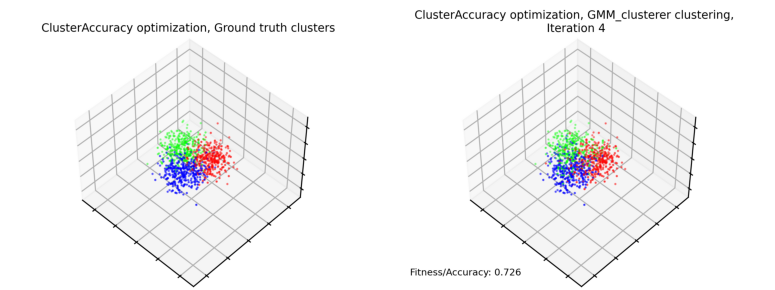 ClusterAccuracy optimization, Ground truth clusters
ClusterAccuracy optimization, GMM_clusterer clustering,
Iteration 4
Fitness/Accuracy: 0.726